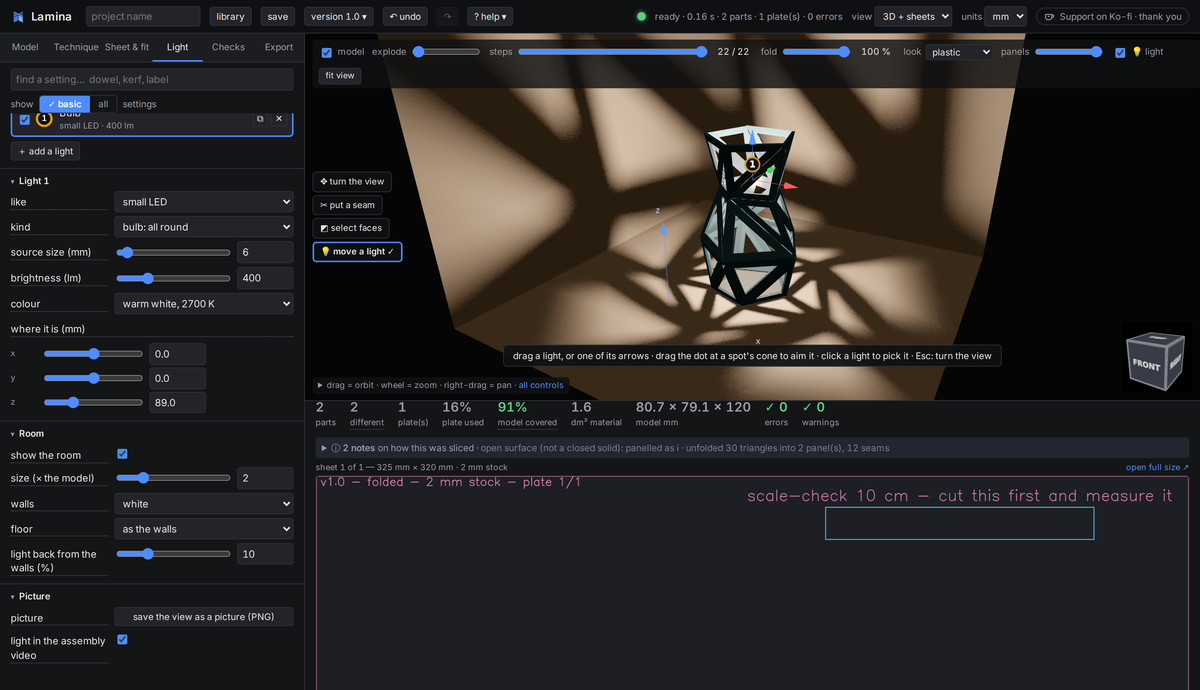 Lamina project name library save version 1.0 ▾ ↶ undo ↷ ? help ▾ ready · 0.16 s · 2 parts · 1 plate(s) · 0 errors view 3D + sheets units mm Support on Ko-fi · thank you
Model Technique Sheet & fit Light Checks Export
find a setting... dowel, kerf, label
show ✓ basic all settings
1 Bulb
small LED · 400 lm
+ add a light
▾ Light 1
like small LED
kind bulb: all round
source size (mm) 6
brightness (lm) 400
colour warm white, 2700 K
where it is (mm)
x 0.0
y 0.0
z 89.0
▾ Room
show the room
size (× the model) 2
walls white
floor as the walls
light back from the walls (%) 10
▾ Picture
picture save the view as a picture (PNG)
light in the assembly video
model explode steps 22 / 22 fold 100 % look plastic panels 💡 light
fit view
✥ turn the view
✂ put a seam
◩ select faces
💡 move a light ✓
1
z
x
drag a light, or one of its arrows · drag the dot at a spot's cone to aim it · click a light to pick it · Esc: turn the view
▶ drag = orbit · wheel = zoom · right-drag = pan · all controls
FRONT
2 2 1 16% 91% 1.6 80.7 × 79.1 × 120 ✓ 0 ✓ 0
parts different plate(s) plate used model covered dm² material model mm errors warnings
▶ ⓘ 2 notes on how this was sliced · open surface (not a closed solid): panelled as i · unfolded 30 triangles into 2 panel(s), 12 seams
sheet 1 of 1 — 325 mm × 320 mm · 2 mm stock open full size ↗
v1.0 — folded — 2 mm stock — plate 1/1
scale—check 10 cm — cut this first and measure it